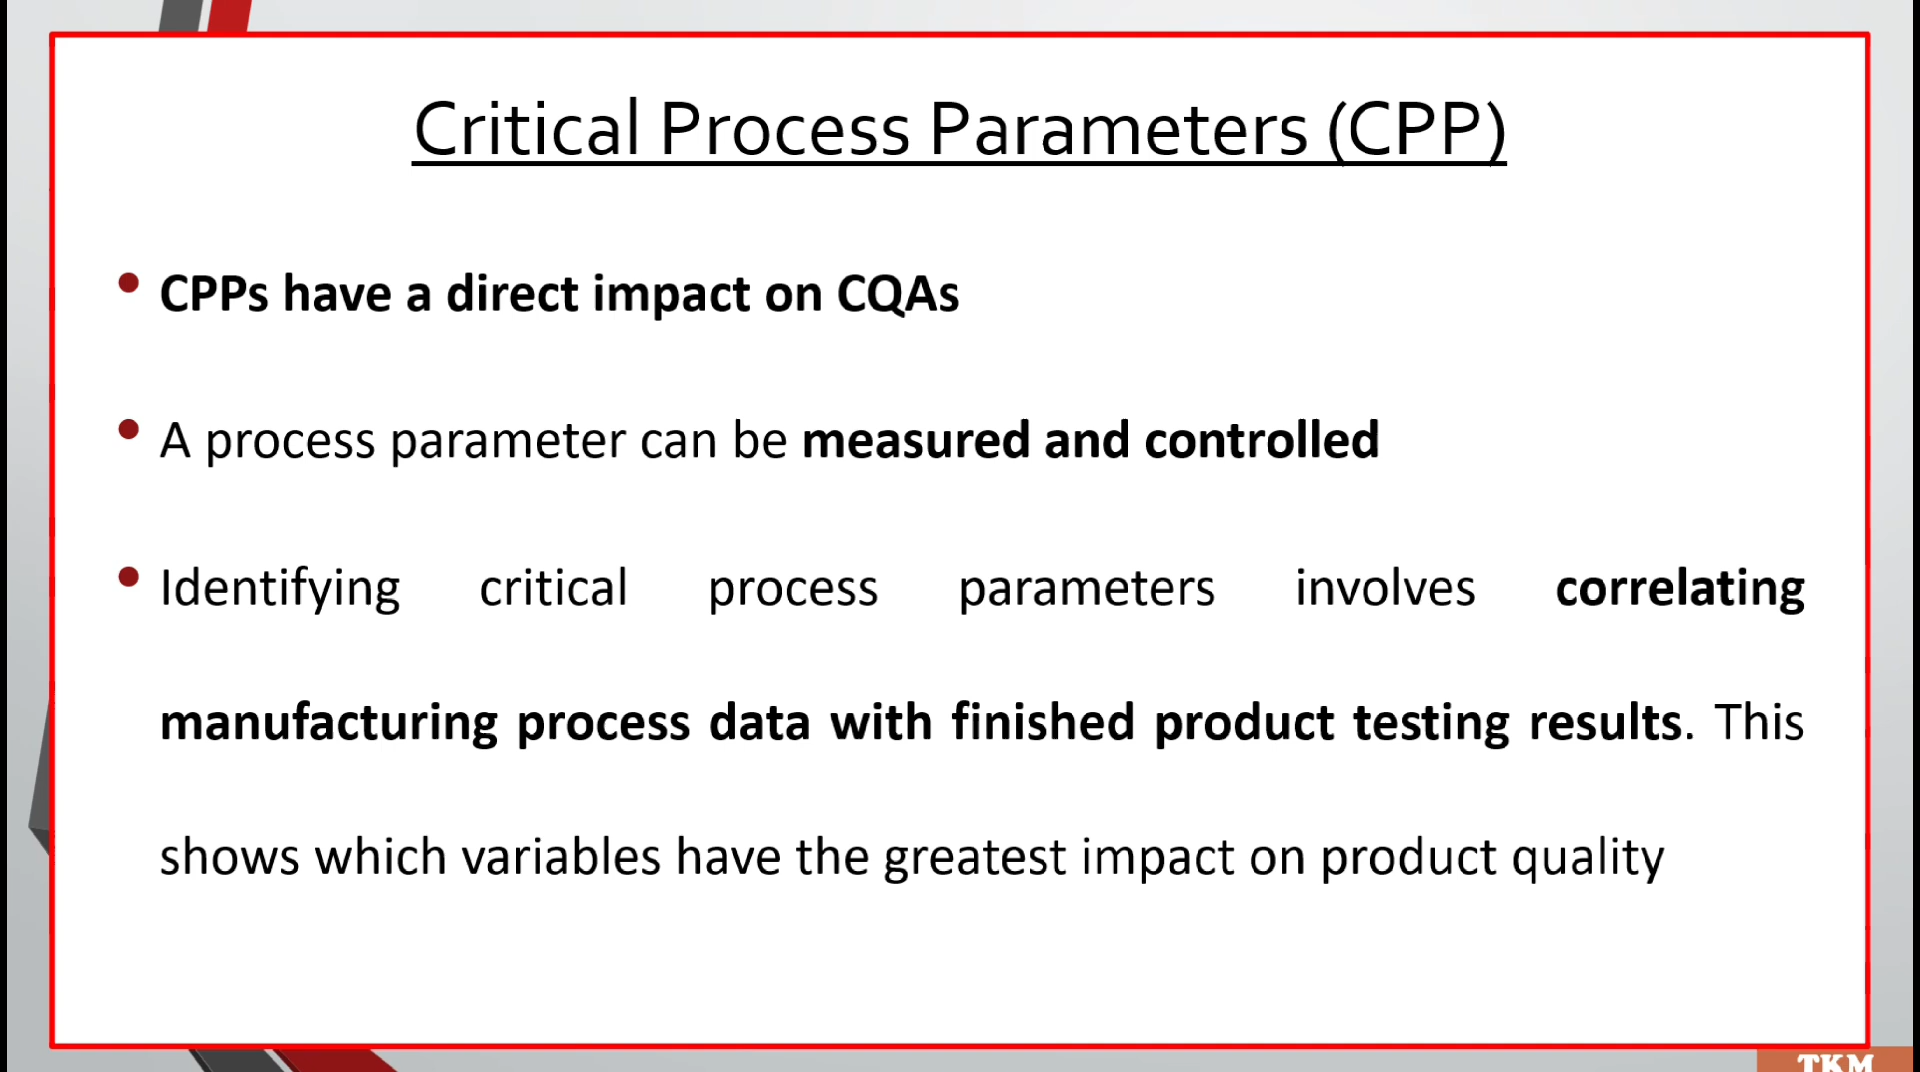 Critical Process Parameters (CPP)
• CPPs have a direct impact on CQAs
• A process parameter can be measured and controlled
• Identifying critical process parameters involves correlating
manufacturing process data with finished product testing results. This
shows which variables have the greatest impact on product quality
TKM